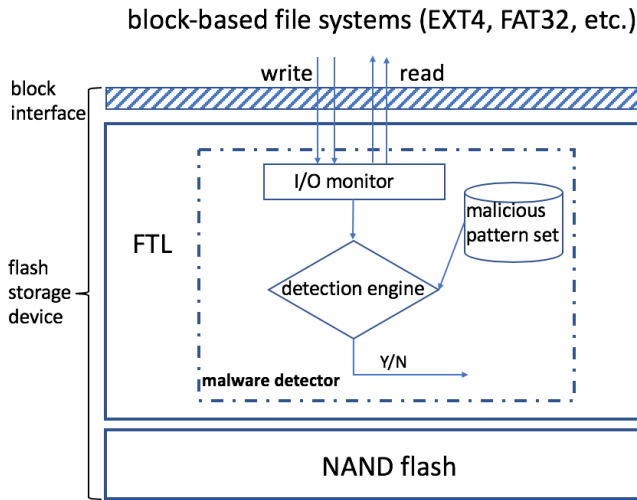 block-based file systems (EXT4, FAT32, etc.)
write
read
block
interface
I/O monitor
malicious
pattern set
FTL
flash
storage
device
detection engine
Y/N
malware detector
NAND flash